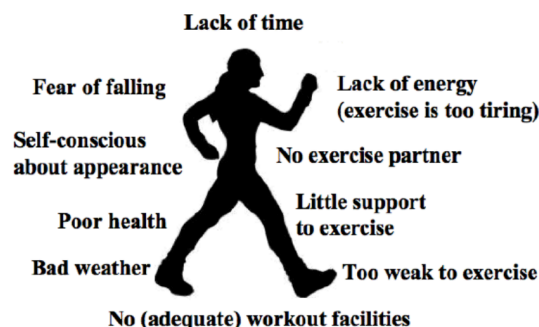 Lack of time
Fear of falling
Lack of energy
(exercise is too tiring)
Self-conscious
about appearance
No exercise partner
Little support
to exercise
Poor health
Bad weather
Too weak to exercise
No (adequate) workout facilities